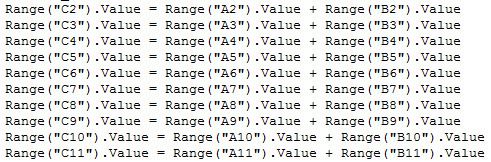 Range("C2").Value = Range("A2").Value + Range("B2").Value
Range("C3").Value = Range("A3").Value + Range("B3").Value
Range("C4").Value = Range("A4").Value + Range("B4").Value
Range("C5").Value = Range("A5").Value + Range("B5").Value
Range("C6").Value = Range("A6").Value + Range("B6").Value
Range("C7").Value = Range("A7").Value + Range("B7").Value
Range("C8").Value = Range("A8").Value + Range("B8").Value
Range("C9").Value = Range("A9").Value + Range("B9").Value
Range("C10").Value = Range("A10").Value + Range("B10").Value
Range("C11").Value = Range("A11").Value + Range("B11").Value